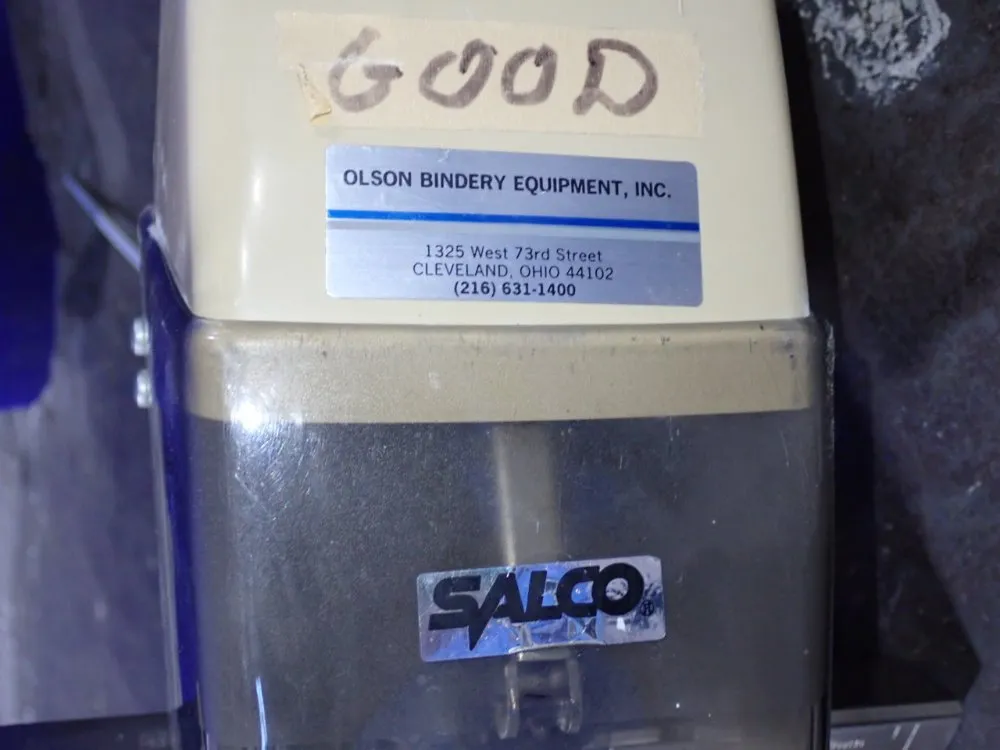 GOOD
OLSON BINDERY EQUIPMENT, INC.
1325 West 73rd Street
CLEVELAND, OHIO 44102
(216) 631-1400
SALCO®